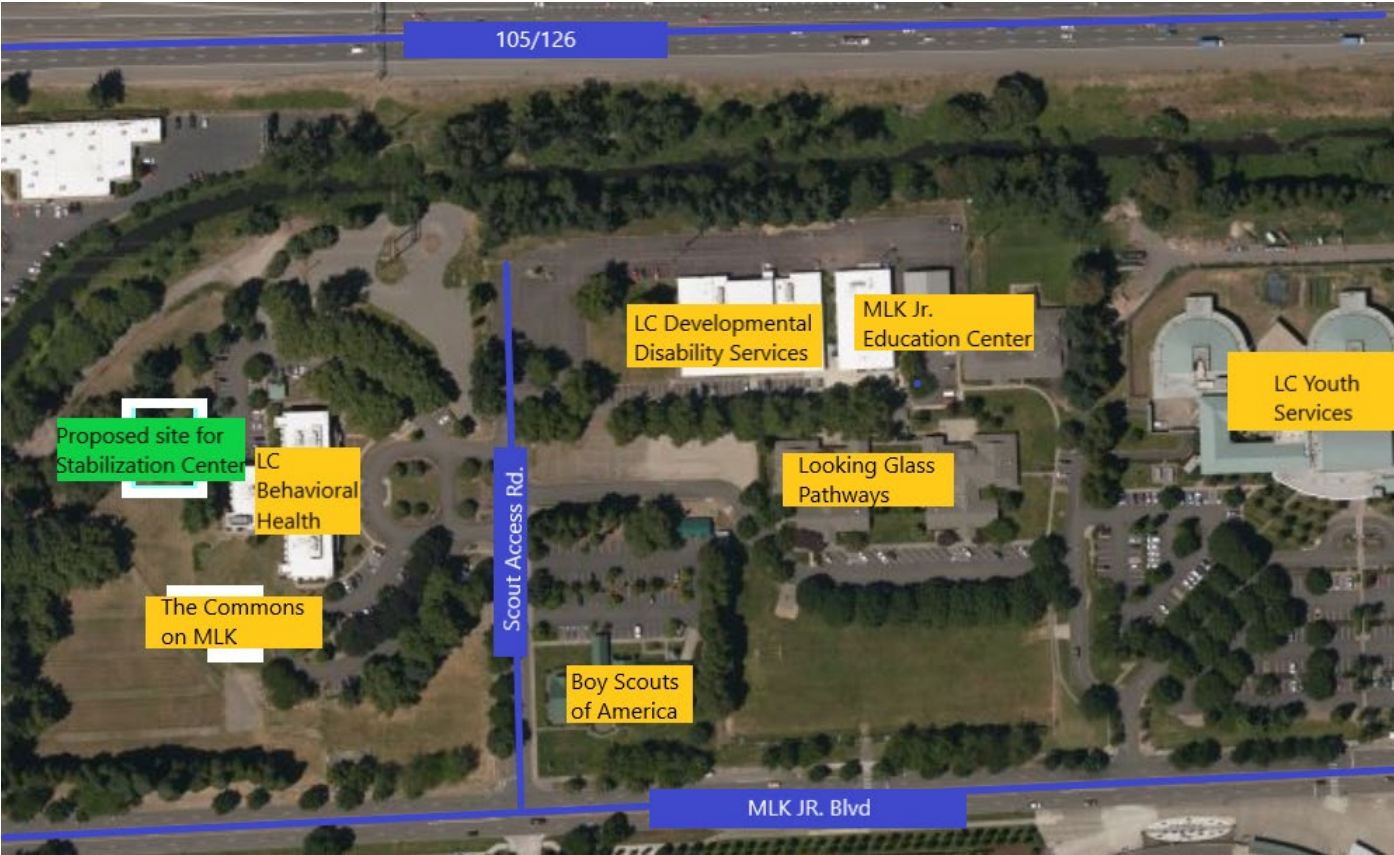 105/126
LC Developmental
Disability Services
MLK Jr.
Education Center
LC Youth
Services
Proposed site for
Stabilization Center
LC
Behavioral
Health
Looking Glass
Pathways
Scout Access Rd.
The Commons
on MLK
Boy Scouts
of America
MLK JR. Blvd